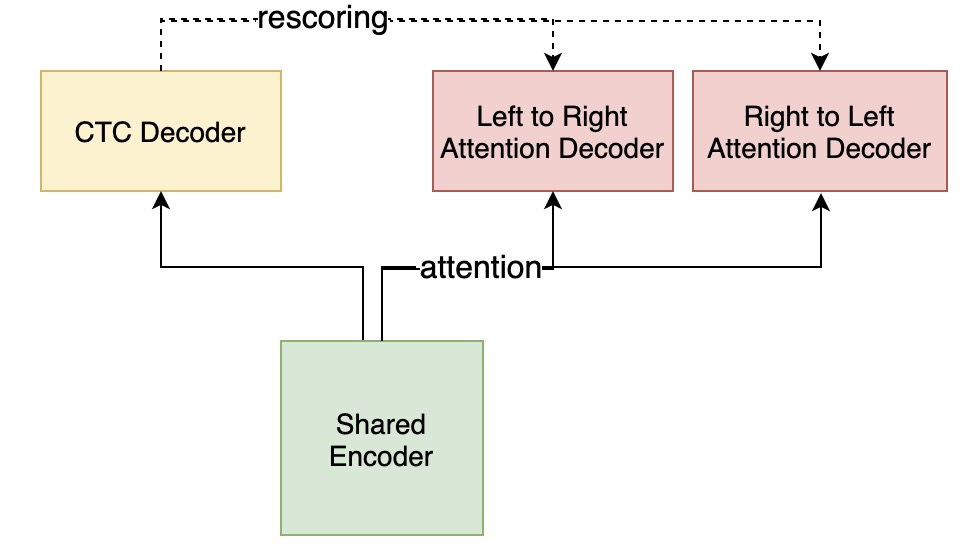 rescoring
CTC Decoder
Left to Right
Attention Decoder
Right to Left
Attention Decoder
attention
Shared
Encoder